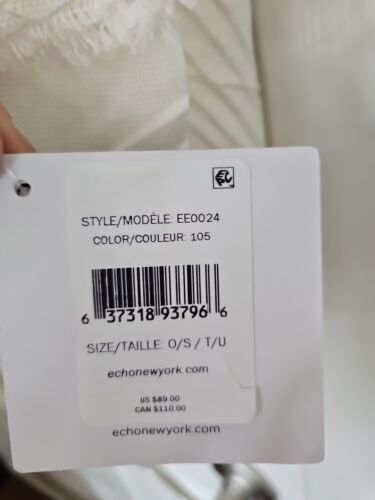 STYLE/MODÈLE EE0024
COLOR/COULEUR: 105
6 37318 93796 6
SIZE/TAILLE: O/S / T/U
echonewyork.com
US $89.00
CAN $110.00
echonewyork.com